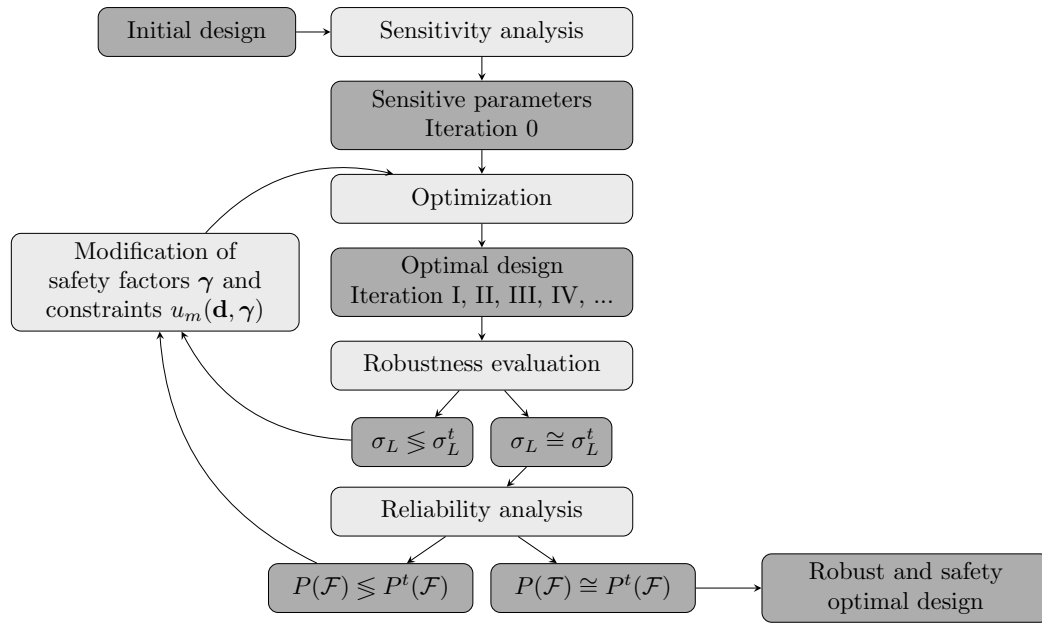 Initial design
Sensitivity analysis
Sensitive parameters
Iteration 0
Optimization
Modification of
safety factors γ and
constraints uₘ(d, γ)
Optimal design
Iteration I, II, III, IV, ...
Robustness evaluation
σ_L ≶ σ_L^t
σ_L ≅ σ_L^t
Reliability analysis
P(ℱ) ≶ P^t(ℱ)
P(ℱ) ≅ P^t(ℱ)
Robust and safety
optimal design